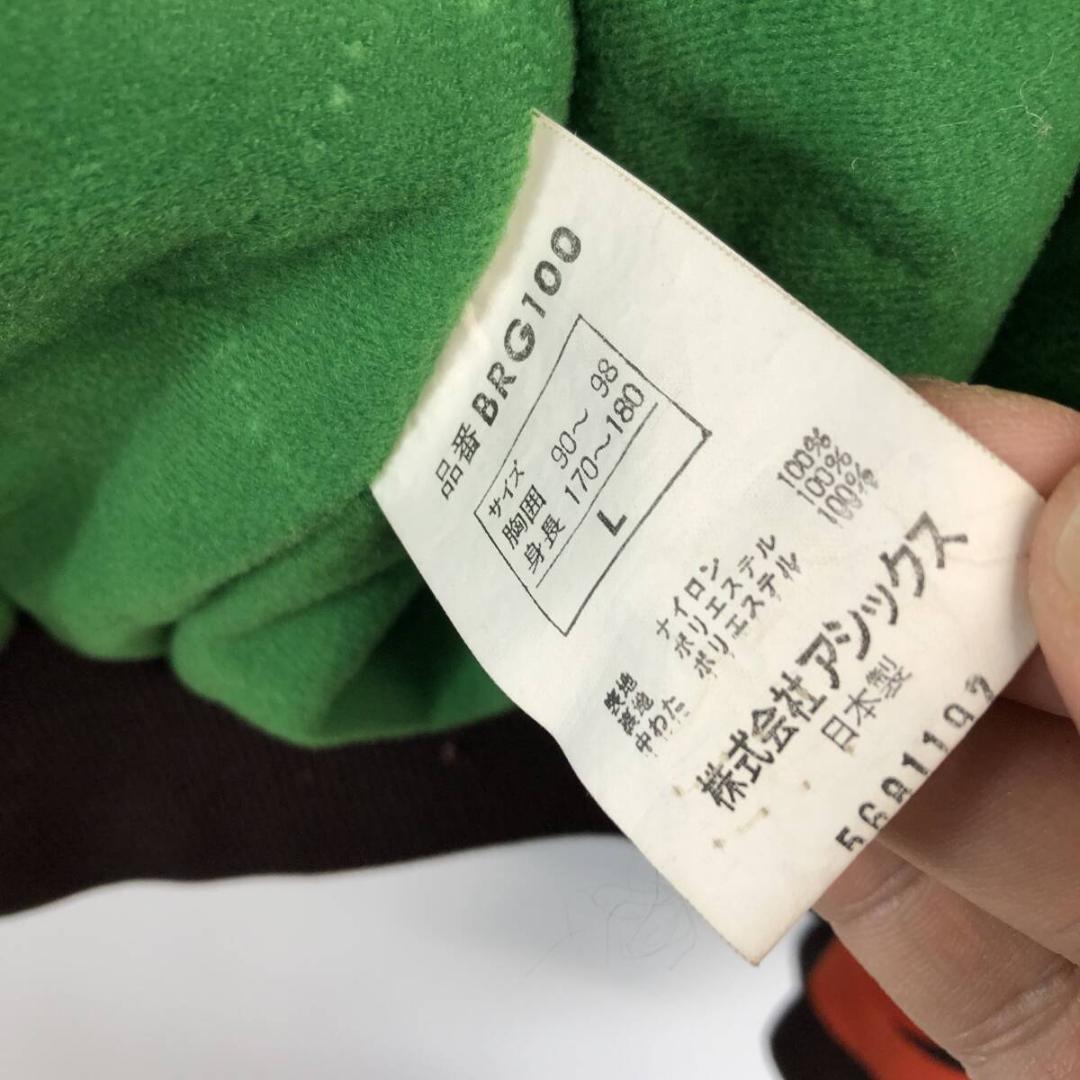 品番 BRG100
サイズ
胸囲 90〜 98
身長 170〜180
L
表地 ナイロン 100%
裏地 ポリエステル 100%
中わた ポリエステル 100%
株式会社アシックス
日本製